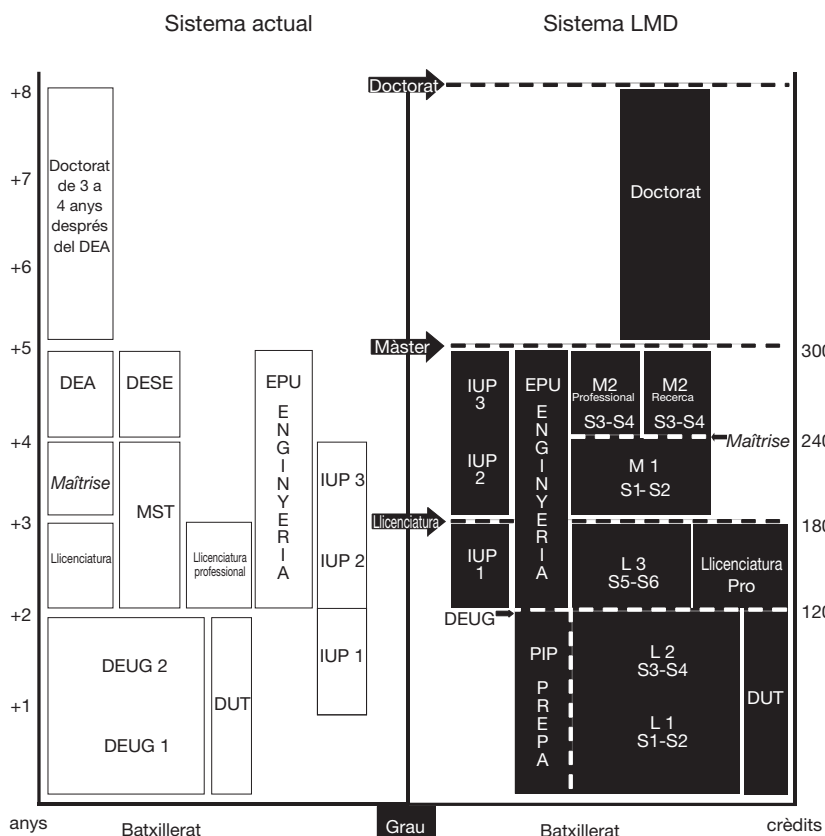 Sistema actual
Sistema LMD
+8
+7
+6
+5
+4
+3
+2
+1
anys
Doctorat
de 3 a
4 anys
després
del DEA
DEA
DESE
EPU
ENGINYERIA
Maîtrise
MST
IUP 3
Llicenciatura
Llicenciatura
professional
IUP 2
IUP 1
DEUG 2
DEUG 1
DUT
Batxillerat
Doctorat
Màster
Llicenciatura
DEUG
Grau
Doctorat
IUP
3
IUP
2
IUP
1
EPU
ENGINYERIA
M2
Professional
S3-S4
M2
Recerca
S3-S4
Maîtrise
M 1
S1-S2
L 3
S5-S6
Llicenciatura
Pro
PIP
PREPA
L 2
S3-S4
L 1
S1-S2
DUT
Batxillerat
300
240
180
120
crèdits